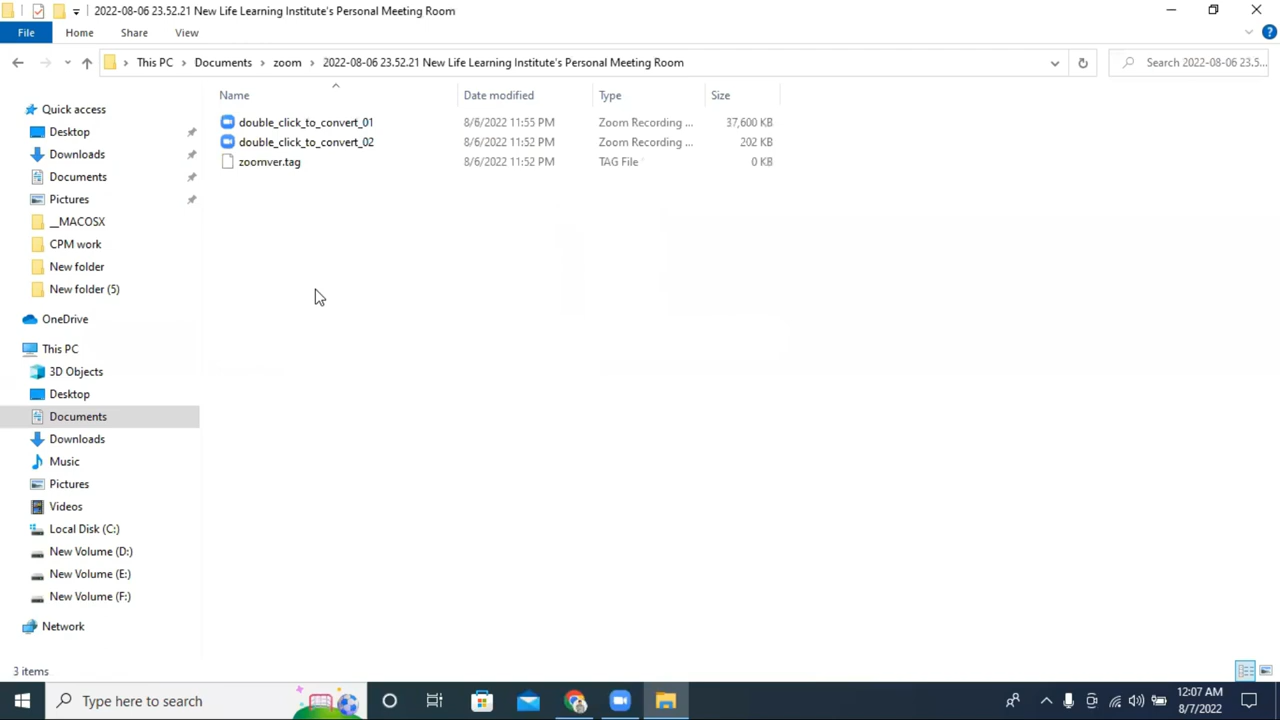 2022-08-06 23.52.21 New Life Learning Institute's Personal Meeting Room
File Home Share View
This PC Documents zoom 2022-08-06 23.52.21 New Life Learning Institute's Personal Meeting Room Search 2022-08-06 23.5...
Name Date modified Type Size
double_click_to_convert_01 8/6/2022 11:55 PM Zoom Recording ... 37,600 KB
double_click_to_convert_02 8/6/2022 11:52 PM Zoom Recording ... 202 KB
zoomver.tag 8/6/2022 11:52 PM TAG File 0 KB
Quick access
Desktop
Downloads
Documents
Pictures
__MACOSX
CPM work
New folder
New folder (5)
OneDrive
This PC
3D Objects
Desktop
Documents
Downloads
Music
Pictures
Videos
Local Disk (C:)
New Volume (D:)
New Volume (E:)
New Volume (F:)
Network
3 items
Type here to search
12:07 AM
8/7/2022